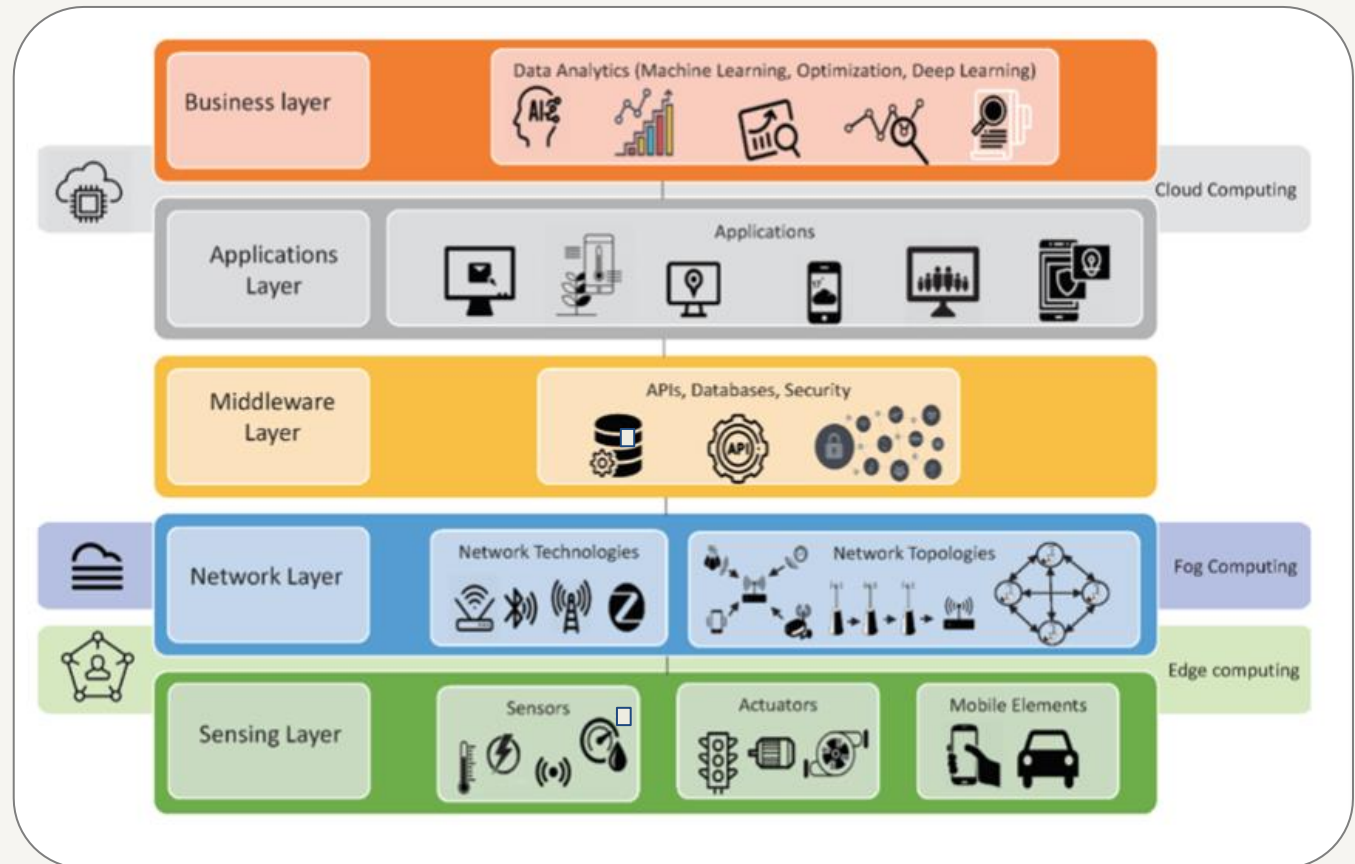 Data Analytics (Machine Learning, Optimization, Deep Learning)
Business layer
AI
Cloud Computing
Applications
Applications
Layer
APIs, Databases, Security
Middleware
Layer
API
Network Technologies
Network Topologies
Network Layer
Z
Fog Computing
Edge computing
Sensors
Actuators
Mobile Elements
Sensing Layer